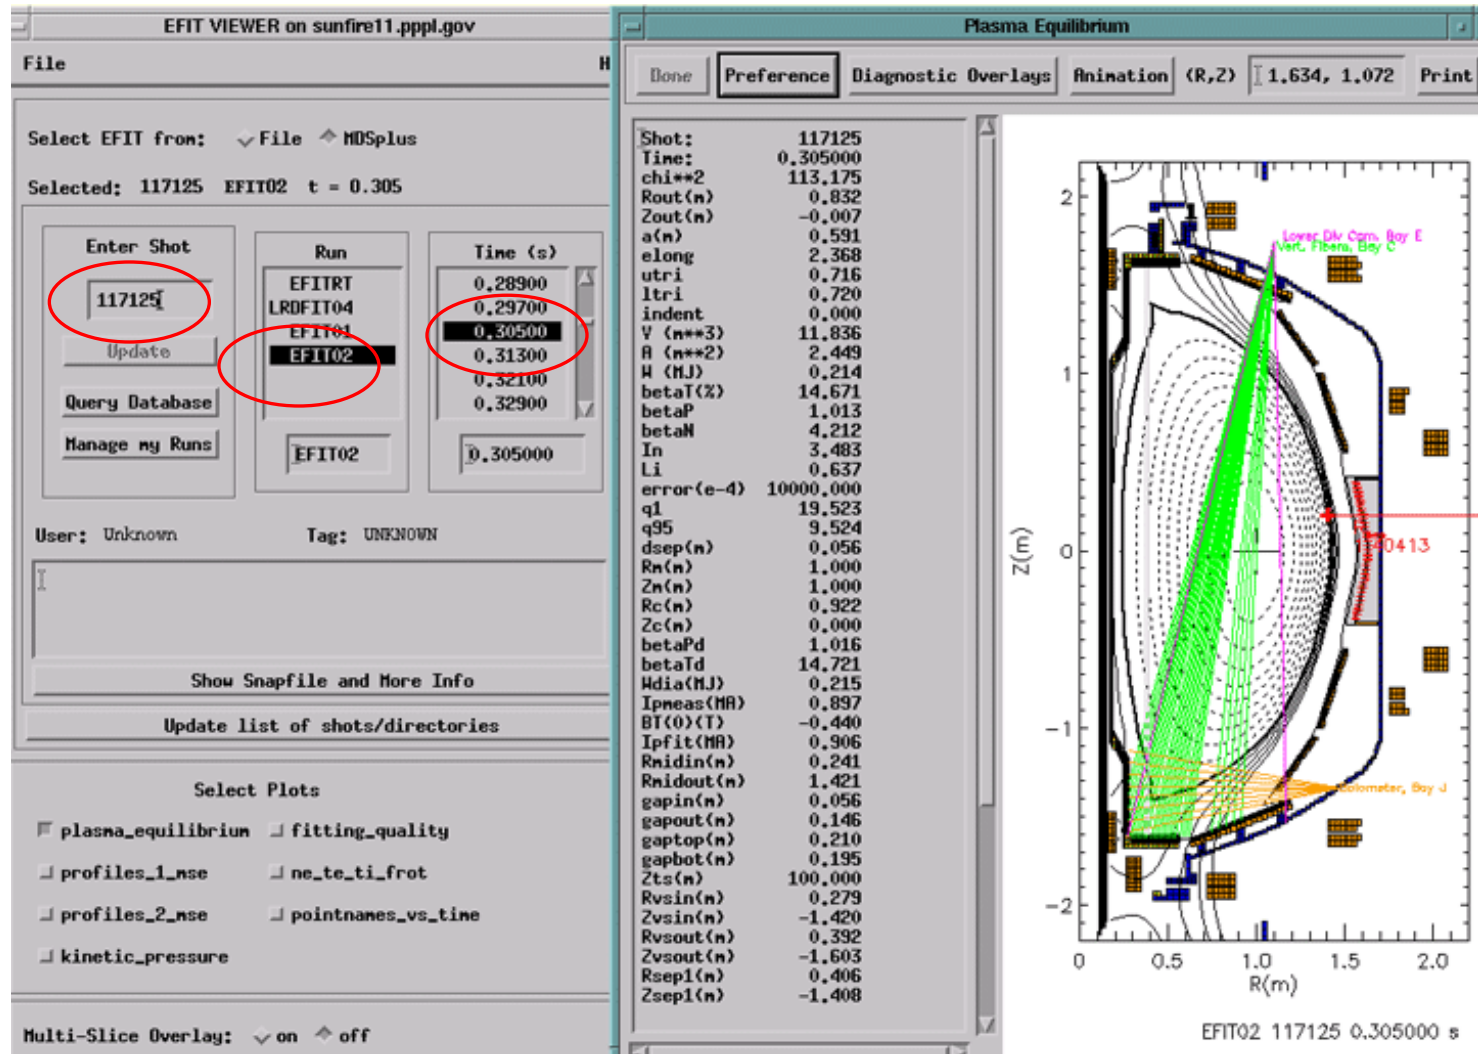 EFIT VIEWER on sunfire11.pppl.gov
File H
Select EFIT from: File MDSplus
Selected: 117125 EFIT02 t = 0.305
Enter Shot
117125
Update
Query Database
Manage my Runs
Run
EFITRT
LRDFIT04
EFIT01
EFIT02
EFIT02
Time (s)
0.28900
0.29700
0.30500
0.31300
0.32100
0.32900
0.305000
User: Unknown Tag: UNKNOWN
Show Snapfile and More Info
Update list of shots/directories
Select Plots
plasma_equilibrium fitting_quality
profiles_1_mse ne_te_ti_frot
profiles_2_mse pointnames_vs_time
kinetic_pressure
Multi-Slice Overlay: on off
Plasma Equilibrium
Done Preference Diagnostic Overlays Animation (R,Z) 1.634, 1.072 Print
Shot: 117125
Time: 0.305000
chi**2 113.175
Rout(m) 0.832
Zout(m) -0.007
a(m) 0.591
elong 2.368
utri 0.716
ltri 0.720
indent 0.000
V (m**3) 11.836
A (m**2) 2.449
W (MJ) 0.214
betaT(%) 14.671
betaP 1.013
betaN 4.212
In 3.483
Li 0.637
error(e-4) 10000.000
q1 19.523
q95 9.524
dsep(m) 0.056
Rm(m) 1.000
Zm(m) 1.000
Rc(m) 0.922
Zc(m) 0.000
betaPd 1.016
betaTd 14.721
Wdia(MJ) 0.215
Ipmeas(MA) 0.897
BT(0)(T) -0.440
Ipfit(MA) 0.906
Rmidin(m) 0.241
Rmidout(m) 1.421
gapin(m) 0.056
gapout(m) 0.146
gaptop(m) 0.210
gapbot(m) 0.195
Zts(m) 100.000
Rvsin(m) 0.279
Zvsin(m) -1.420
Rvsout(m) 0.392
Zvsout(m) -1.603
Rsep1(m) 0.406
Zsep1(m) -1.408
Lower Div Cam, Bay E
Vert. Fibers, Bay C
40413
Bolometer, Bay J
Z(m)
2
1
0
-1
-2
0 0.5 1.0 1.5 2.0
R(m)
EFIT02 117125 0.305000 s